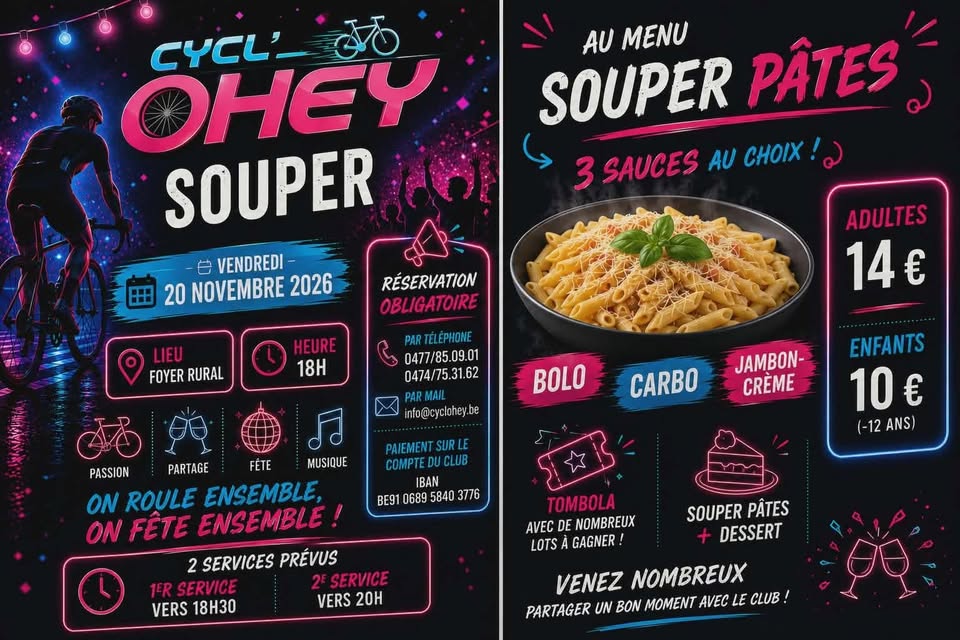 CYCL'
OHEY
SOUPER
VENDREDI
20 NOVEMBRE 2026
LIEU
FOYER RURAL
HEURE
18H
PASSION
PARTAGE
FÊTE
MUSIQUE
ON ROULE ENSEMBLE,
ON FÊTE ENSEMBLE !
RÉSERVATION
OBLIGATOIRE
PAR TÉLÉPHONE
0477/85.09.01
0474/75.31.62
PAR MAIL
info@cyclohey.be
PAIEMENT SUR LE
COMPTE DU CLUB
IBAN
BE91 0689 5840 3776
2 SERVICES PRÉVUS
1ER SERVICE
VERS 18H30
2E SERVICE
VERS 20H
AU MENU
SOUPER PÂTES
3 SAUCES AU CHOIX !
BOLO
CARBO
JAMBON-
CRÈME
ADULTES
14 €
ENFANTS
10 €
(-12 ANS)
TOMBOLA
AVEC DE NOMBREUX
LOTS À GAGNER !
SOUPER PÂTES
+ DESSERT
VENEZ NOMBREUX
PARTAGER UN BON MOMENT AVEC LE CLUB !